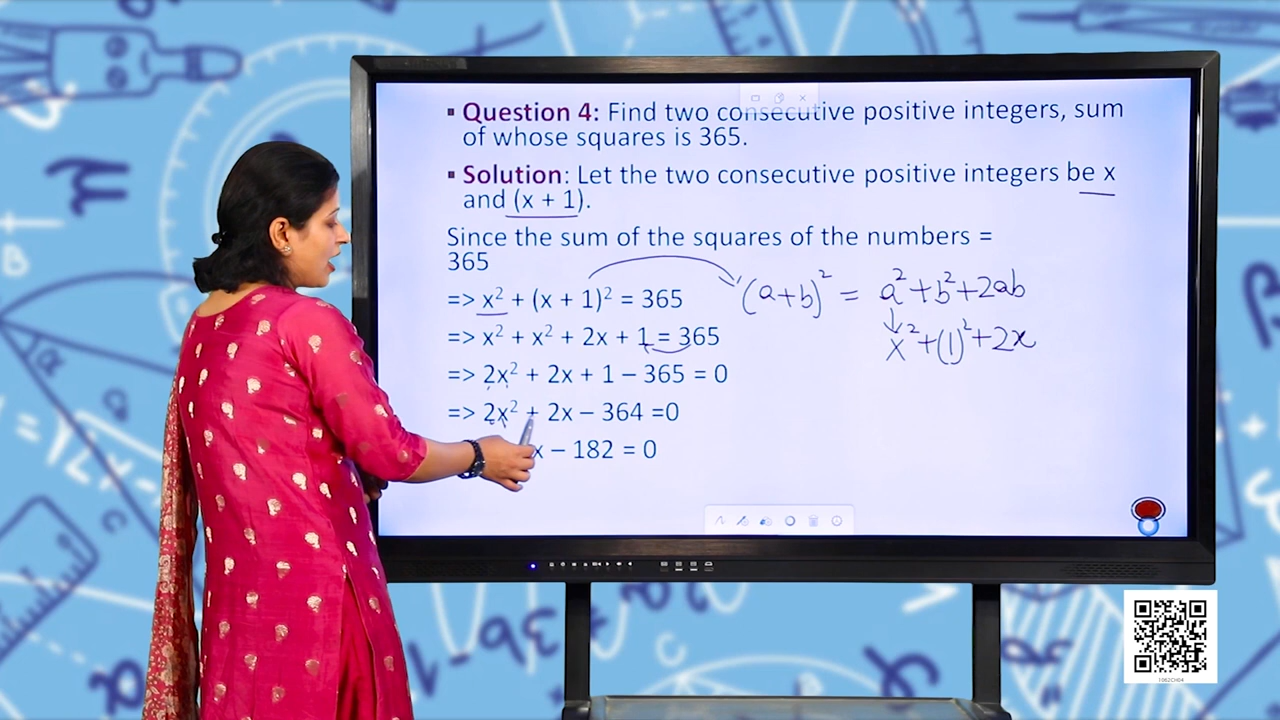 ▪ Question 4: Find two consecutive positive integers, sum
of whose squares is 365.
▪ Solution: Let the two consecutive positive integers be x
and (x + 1).
Since the sum of the squares of the numbers =
365
=> x² + (x + 1)² = 365
(a+b)² = a²+b²+2ab
=> x² + x² + 2x + 1 = 365
x²+(1)²+2x
=> 2x² + 2x + 1 – 365 = 0
=> 2x² + 2x – 364 =0
x – 182 = 0
1062CH04